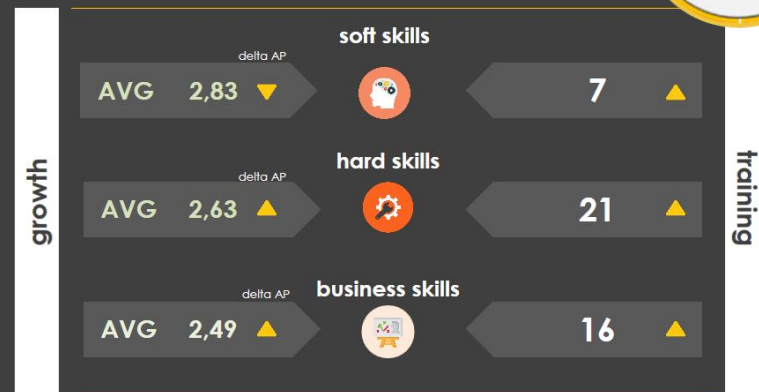 soft skills
delta AP
AVG 2,83
7
hard skills
delta AP
AVG 2,63
21
business skills
delta AP
AVG 2,49
16
growth
training